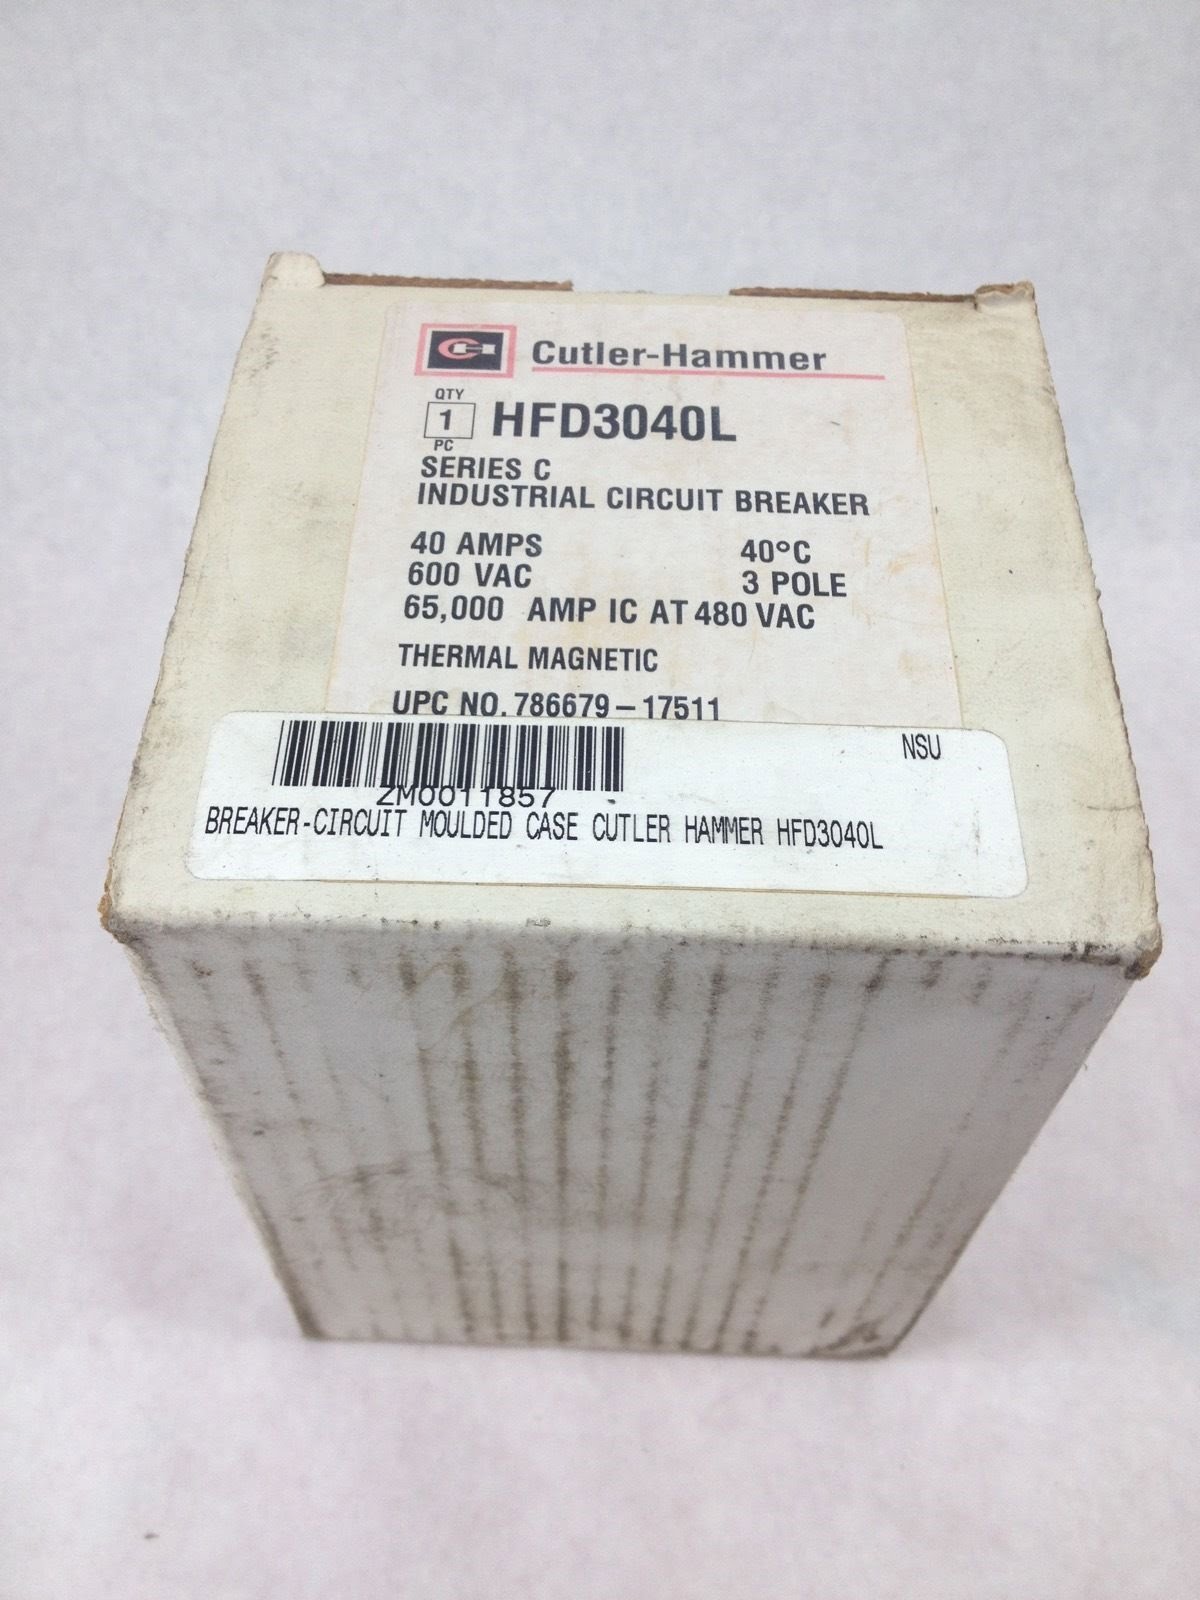 Cutler-Hammer
QTY
1 HFD3040L
PC
SERIES C
INDUSTRIAL CIRCUIT BREAKER
40 AMPS 40°C
600 VAC 3 POLE
65,000 AMP IC AT 480 VAC
THERMAL MAGNETIC
UPC NO. 786679-17511
NSU
ZM0011857
BREAKER-CIRCUIT MOULDED CASE CUTLER HAMMER HFD3040L